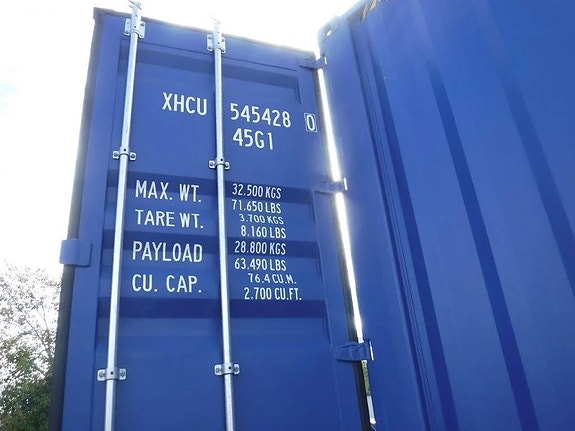 XHCU 545428 0
45G1
MAX. WT. 32.500 KGS
71.650 LBS
TARE WT. 3.700 KGS
8.160 LBS
PAYLOAD 28.800 KGS
63.490 LBS
CU. CAP. 76.4 CU.M.
2.700 CU.FT.